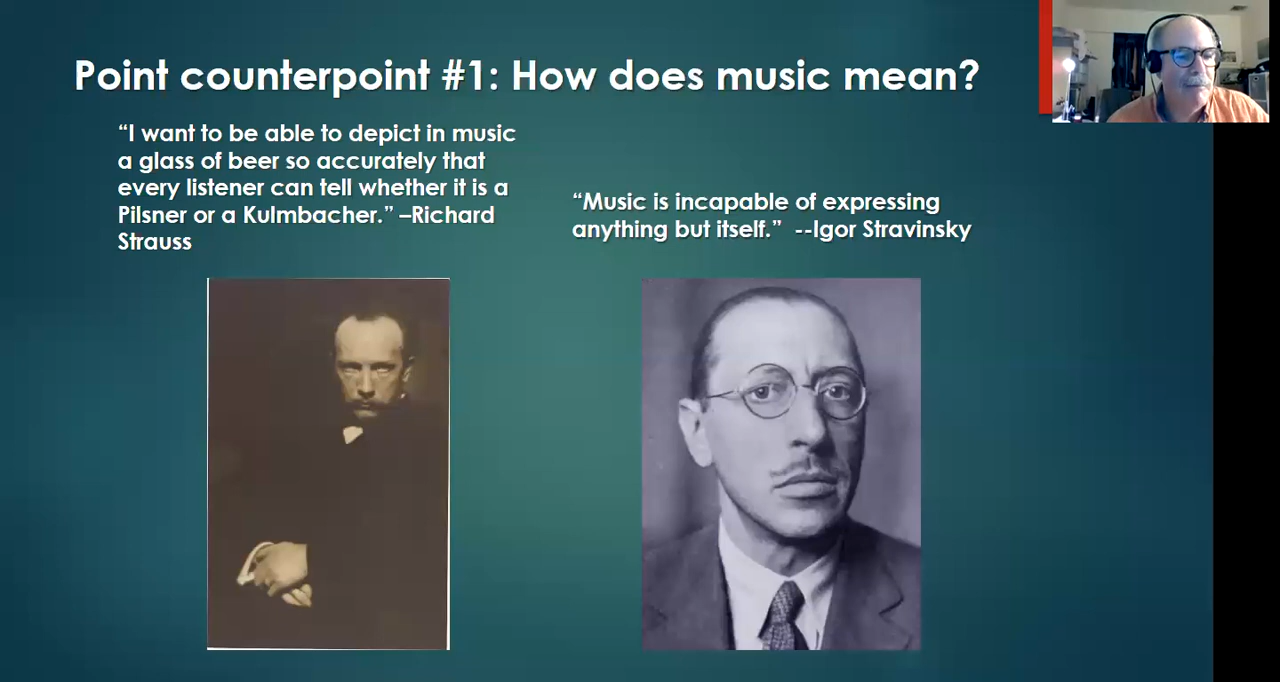 Point counterpoint #1: How does music mean?
“I want to be able to depict in music
a glass of beer so accurately that
every listener can tell whether it is a
Pilsner or a Kulmbacher.” –Richard
Strauss
“Music is incapable of expressing
anything but itself.”  --Igor Stravinsky